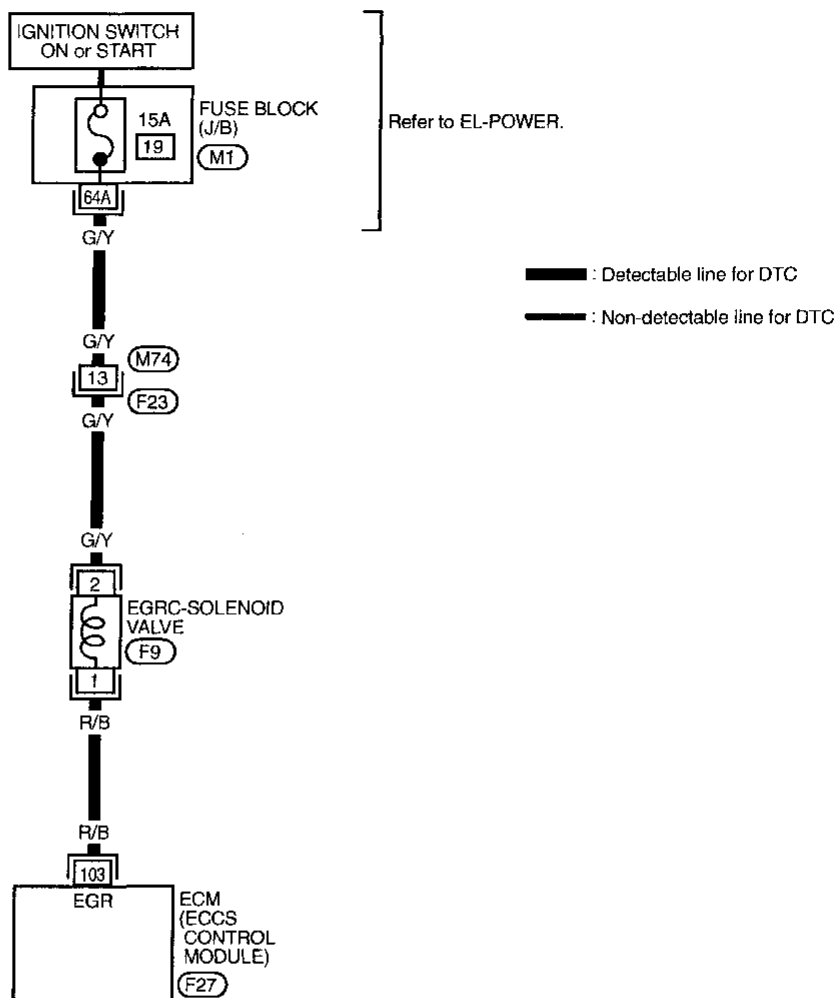 IGNITION SWITCH
ON or START
15A
19
FUSE BLOCK
(J/B)
M1
Refer to EL-POWER.
64A
G/Y
: Detectable line for DTC
: Non-detectable line for DTC
G/Y
M74
13
F23
G/Y
G/Y
2
EGRC-SOLENOID
VALVE
F9
1
R/B
R/B
103
EGR
ECM
(ECCS
CONTROL
MODULE)
F27